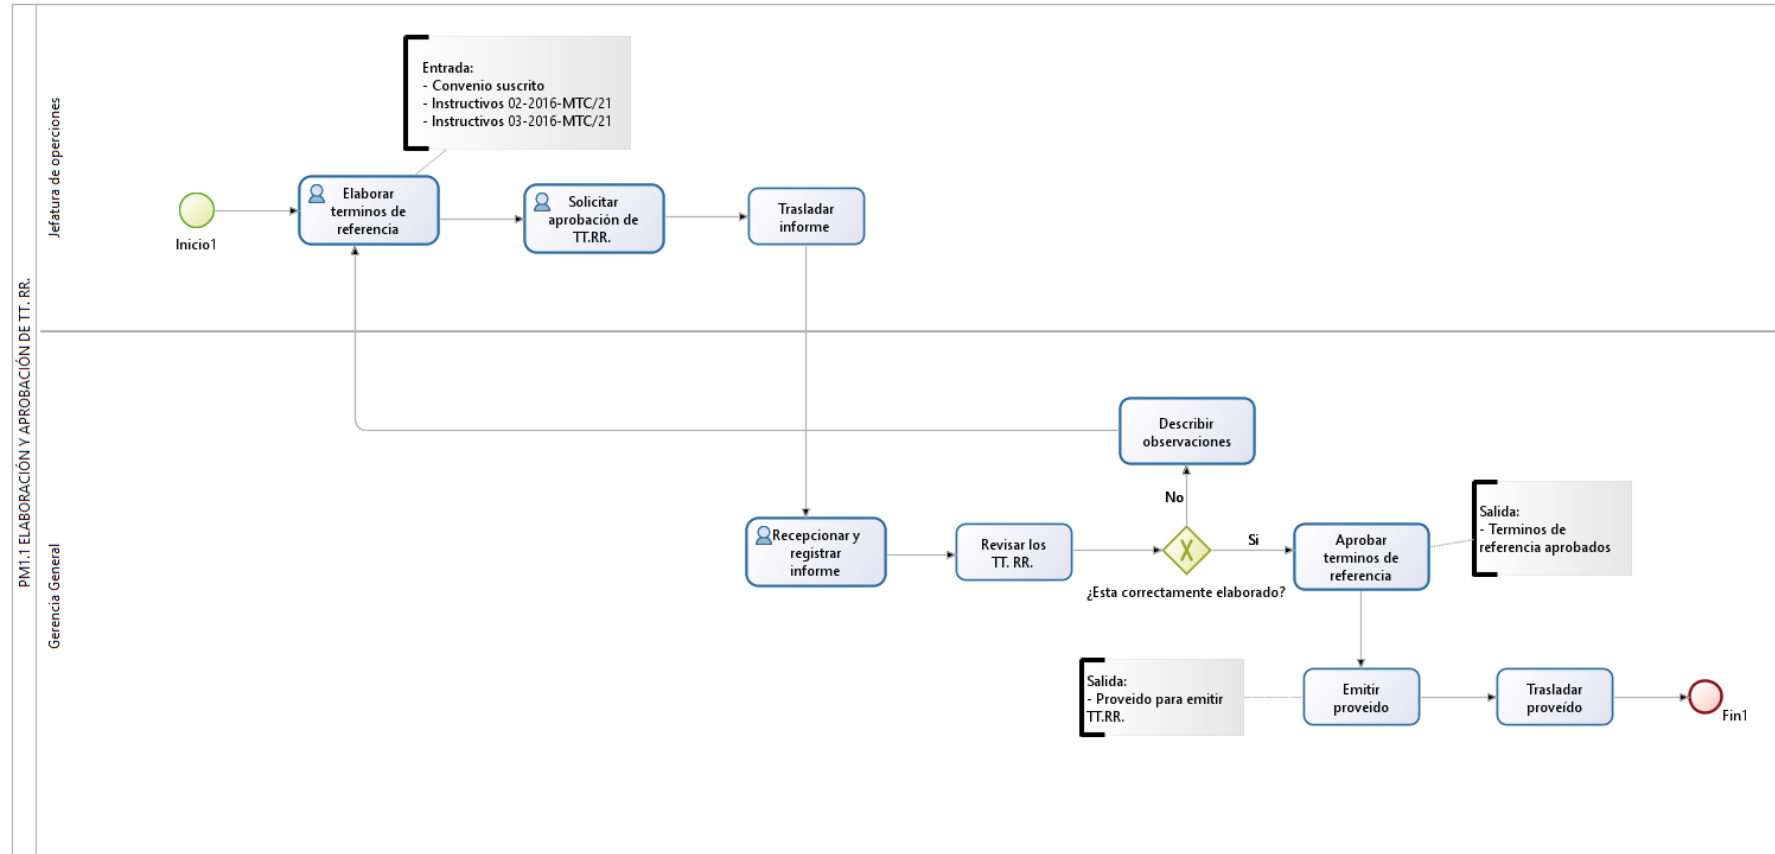 PM1.1 ELABORACIÓN Y APROBACIÓN DE TT. RR.
Jefatura de operciones
Entrada:
- Convenio suscrito
- Instructivos 02-2016-MTC/21
- Instructivos 03-2016-MTC/21
Inicio1
Elaborar
terminos de
referencia
Solicitar
aprobación de
TT.RR.
Trasladar
informe
Gerencia General
Describir
observaciones
No
Recepcionar y
registrar
informe
Revisar los
TT. RR.
¿Esta correctamente elaborado?
Si
Aprobar
terminos de
referencia
Salida:
- Terminos de
referencia aprobados
Salida:
- Proveido para emitir
TT.RR.
Emitir
proveido
Trasladar
proveído
Fin1